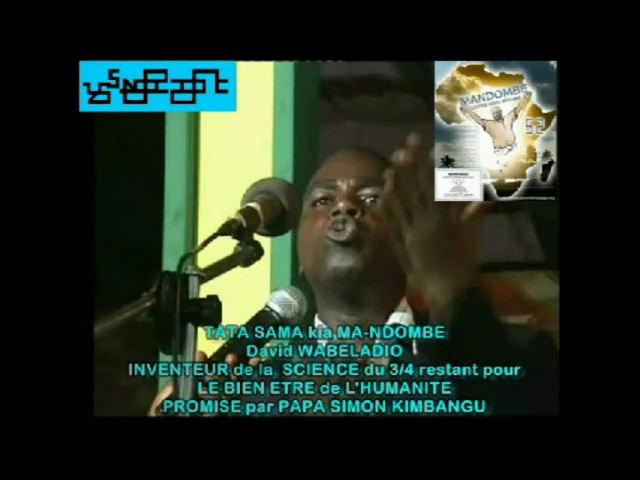 MANDOMBE
52
TATA SAMA kia MA-NDOMBE
David WABELADIO
INVENTEUR de la SCIENCE du 3/4 restant pour
LE BIEN ETRE de L'HUMANITE
PROMISE par PAPA SIMON KIMBANGU